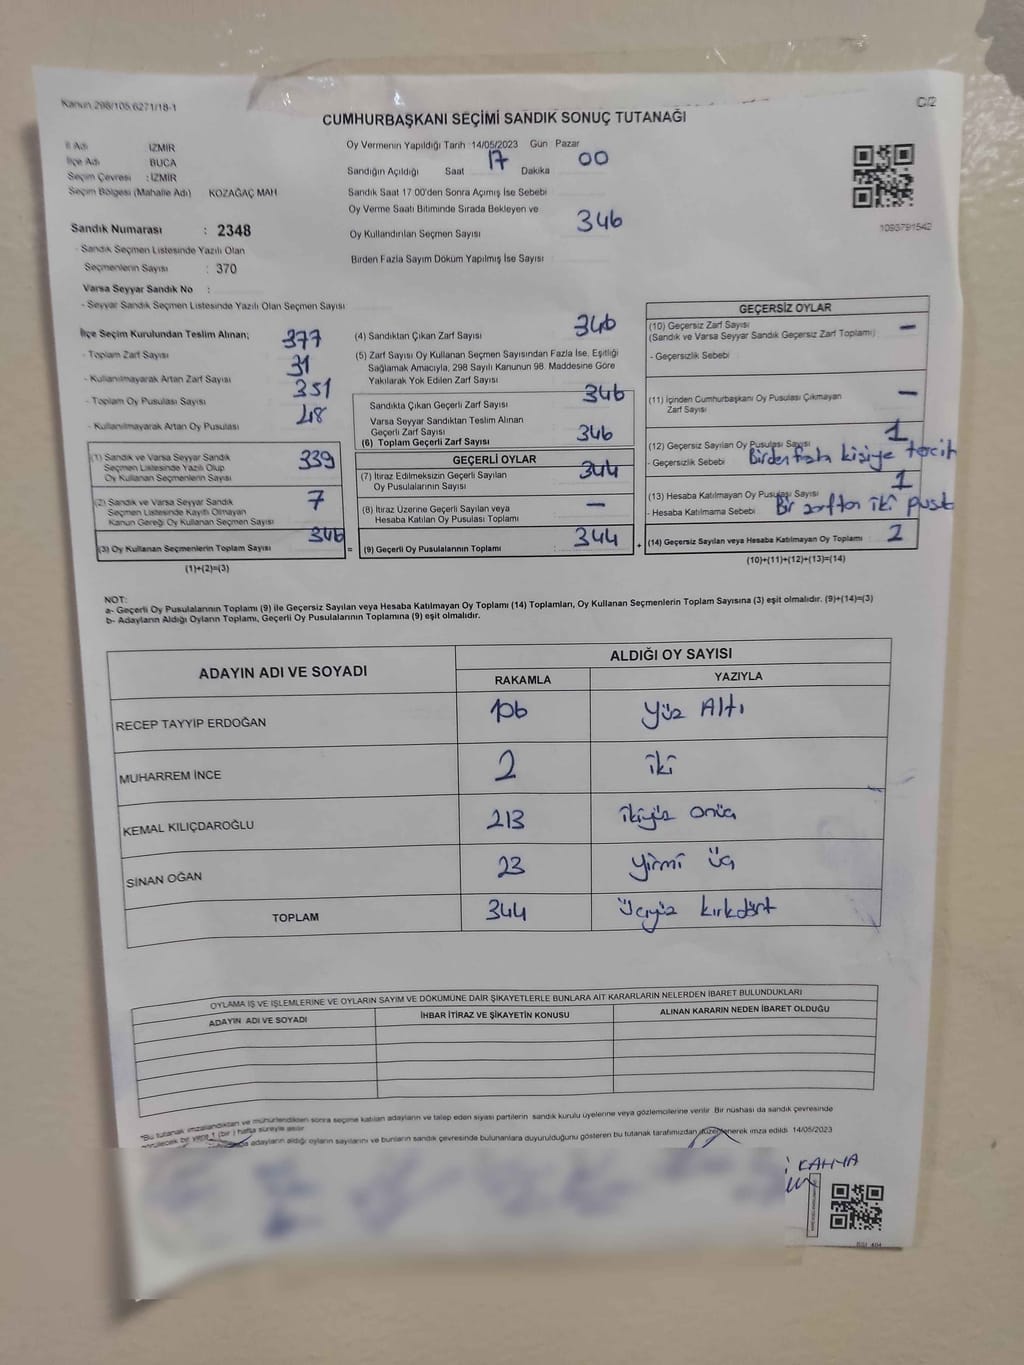 Kanun 298/105 6271/18-1
C/2
CUMHURBAŞKANI SEÇİMİ SANDIK SONUÇ TUTANAĞI
İl Adı İZMİR
İlçe Adı BUCA
Seçim Çevresi : İZMİR
Seçim Bölgesi (Mahalle Adı) KOZAĞAÇ MAH
Sandık Numarası : 2348
- Sandık Seçmen Listesinde Yazılı Olan
Seçmenlerin Sayısı : 370
Varsa Seyyar Sandık No :
- Seyyar Sandık Seçmen Listesinde Yazılı Olan Seçmen Sayısı
Oy Vermenin Yapıldığı Tarih 14/05/2023 Gün Pazar
Sandığın Açıldığı Saat 17 Dakika 00
Sandık Saat 17 00'den Sonra Açımış İse Sebebi
Oy Verme Saati Bitiminde Sırada Bekleyen ve
Oy Kullandırılan Seçmen Sayısı 346
Birden Fazla Sayım Döküm Yapılmış İse Sayısı
1093791542
İlçe Seçim Kurulundan Teslim Alınan;
- Toplam Zarf Sayısı 377
- Kullanılmayarak Artan Zarf Sayısı 31
- Toplam Oy Pusulası Sayısı 351
- Kullanılmayarak Artan Oy Pusulası 48
(1) Sandık ve Varsa Seyyar Sandık
Seçmen Listesinde Yazılı Olup
Oy Kullanan Seçmenlerin Sayısı 339
(2) Sandık ve Varsa Seyyar Sandık
Seçmen Listesinde Kayıtlı Olmayan
Kanun Gereği Oy Kullanan Seçmen Sayısı 7
(3) Oy Kullanan Seçmenlerin Toplam Sayısı 346
(1)+(2)=(3)
(4) Sandıktan Çıkan Zarf Sayısı 346
(5) Zarf Sayısı Oy Kullanan Seçmen Sayısından Fazla İse, Eşitliği
Sağlamak Amacıyla, 298 Sayılı Kanunun 98. Maddesine Göre
Yakılarak Yok Edilen Zarf Sayısı
Sandıkta Çıkan Geçerli Zarf Sayısı 346
Varsa Seyyar Sandıktan Teslim Alınan
Geçerli Zarf Sayısı
(6) Toplam Geçerli Zarf Sayısı 346
GEÇERLİ OYLAR
(7) İtiraz Edilmeksizin Geçerli Sayılan
Oy Pusulalarının Sayısı 344
(8) İtiraz Üzerine Geçerli Sayılan veya
Hesaba Katılan Oy Pusulası Toplamı —
= (9) Geçerli Oy Pusulalarının Toplamı 344 +
GEÇERSİZ OYLAR
(10) Geçersiz Zarf Sayısı —
(Sandık ve Varsa Seyyar Sandık Geçersiz Zarf Toplamı)
- Geçersizlik Sebebi
(11) İçinden Cumhurbaşkanı Oy Pusulası Çıkmayan
Zarf Sayısı —
(12) Geçersiz Sayılan Oy Pusulası Sayısı 1
- Geçersizlik Sebebi Birden fazla kişiye tercih
(13) Hesaba Katılmayan Oy Pusulası Sayısı 1
- Hesaba Katılmama Sebebi Bir zarftan iki pusula
(14) Geçersiz Sayılan veya Hesaba Katılmayan Oy Toplamı 2
(10)+(11)+(12)+(13)=(14)
NOT:
a- Geçerli Oy Pusulalarının Toplamı (9) ile Geçersiz Sayılan veya Hesaba Katılmayan Oy Toplamı (14) Toplamları, Oy Kullanan Seçmenlerin Toplam Sayısına (3) eşit olmalıdır. (9)+(14)=(3)
b- Adayların Aldığı Oyların Toplamı, Geçerli Oy Pusulalarının Toplamına (9) eşit olmalıdır.
ADAYIN ADI VE SOYADI ALDIĞI OY SAYISI
RAKAMLA YAZIYLA
RECEP TAYYİP ERDOĞAN 106 yüz Altı
MUHARREM İNCE 2 iki
KEMAL KILIÇDAROĞLU 213 ikiyüz onüç
SİNAN OĞAN 23 yirmi üç
TOPLAM 344 üçyüz kırkdört
OYLAMA İŞ VE İŞLEMLERİNE VE OYLARIN SAYIM VE DÖKÜMÜNE DAİR ŞİKAYETLERLE BUNLARA AİT KARARLARIN NELERDEN İBARET BULUNDUKLARI
ADAYIN ADI VE SOYADI İHBAR İTİRAZ VE ŞİKAYETİN KONUSU ALINAN KARARIN NEDEN İBARET OLDUĞU
"Bu tutanak imzalandıktan ve mühürlendikten sonra seçime katılan adayların ve talep eden siyasi partilerin sandık kurulu üyelerine veya gözlemcilerine verilir Bir nüshası da sandık çevresinde
görülecek bir yere 1 (bir ) hafta süreyle asılır
adayların aldığı oyların sayılarını ve bunların sandık çevresinde bulunanlara duyurulduğunu gösteren bu tutanak tarafımızdan düzenlenerek imza edildi 14/05/2023